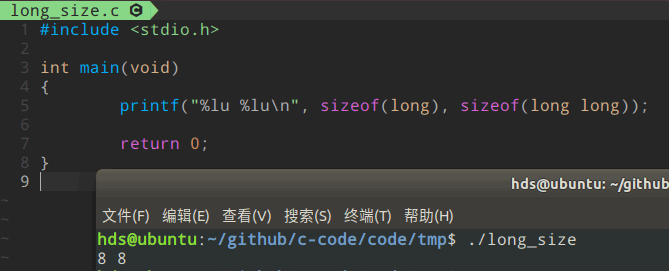 long_size.c
1 #include <stdio.h>
2
3 int main(void)
4 {
5         printf("%lu %lu\n", sizeof(long), sizeof(long long));
6
7         return 0;
8 }
9
~
~
~
~
hds@ubuntu: ~/github
文件(F) 编辑(E) 查看(V) 搜索(S) 终端(T) 帮助(H)
hds@ubuntu:~/github/c-code/code/tmp$ ./long_size
8 8